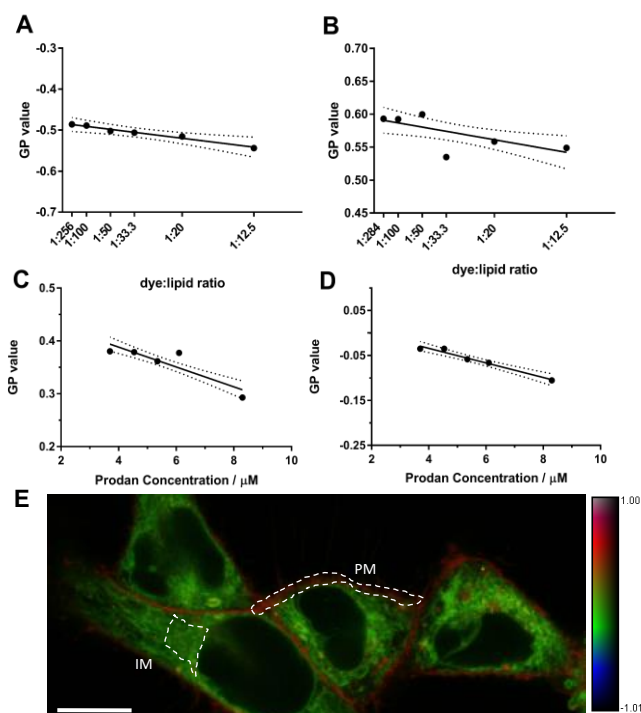 A
GP value
-0.3
-0.4
-0.5
-0.6
-0.7
1:256
1:100
1:50
1:33.3
1:20
1:12.5
dye:lipid ratio
B
GP value
0.70
0.65
0.60
0.55
0.50
0.45
1:284
1:100
1:50
1:33.3
1:20
1:12.5
dye:lipid ratio
C
GP value
0.5
0.4
0.3
0.2
2 4 6 8 10
Prodan Concentration / μM
D
GP value
0.05
-0.05
-0.15
-0.25
2 4 6 8 10
Prodan Concentration / μM
E
PM
IM
1.00
-1.01